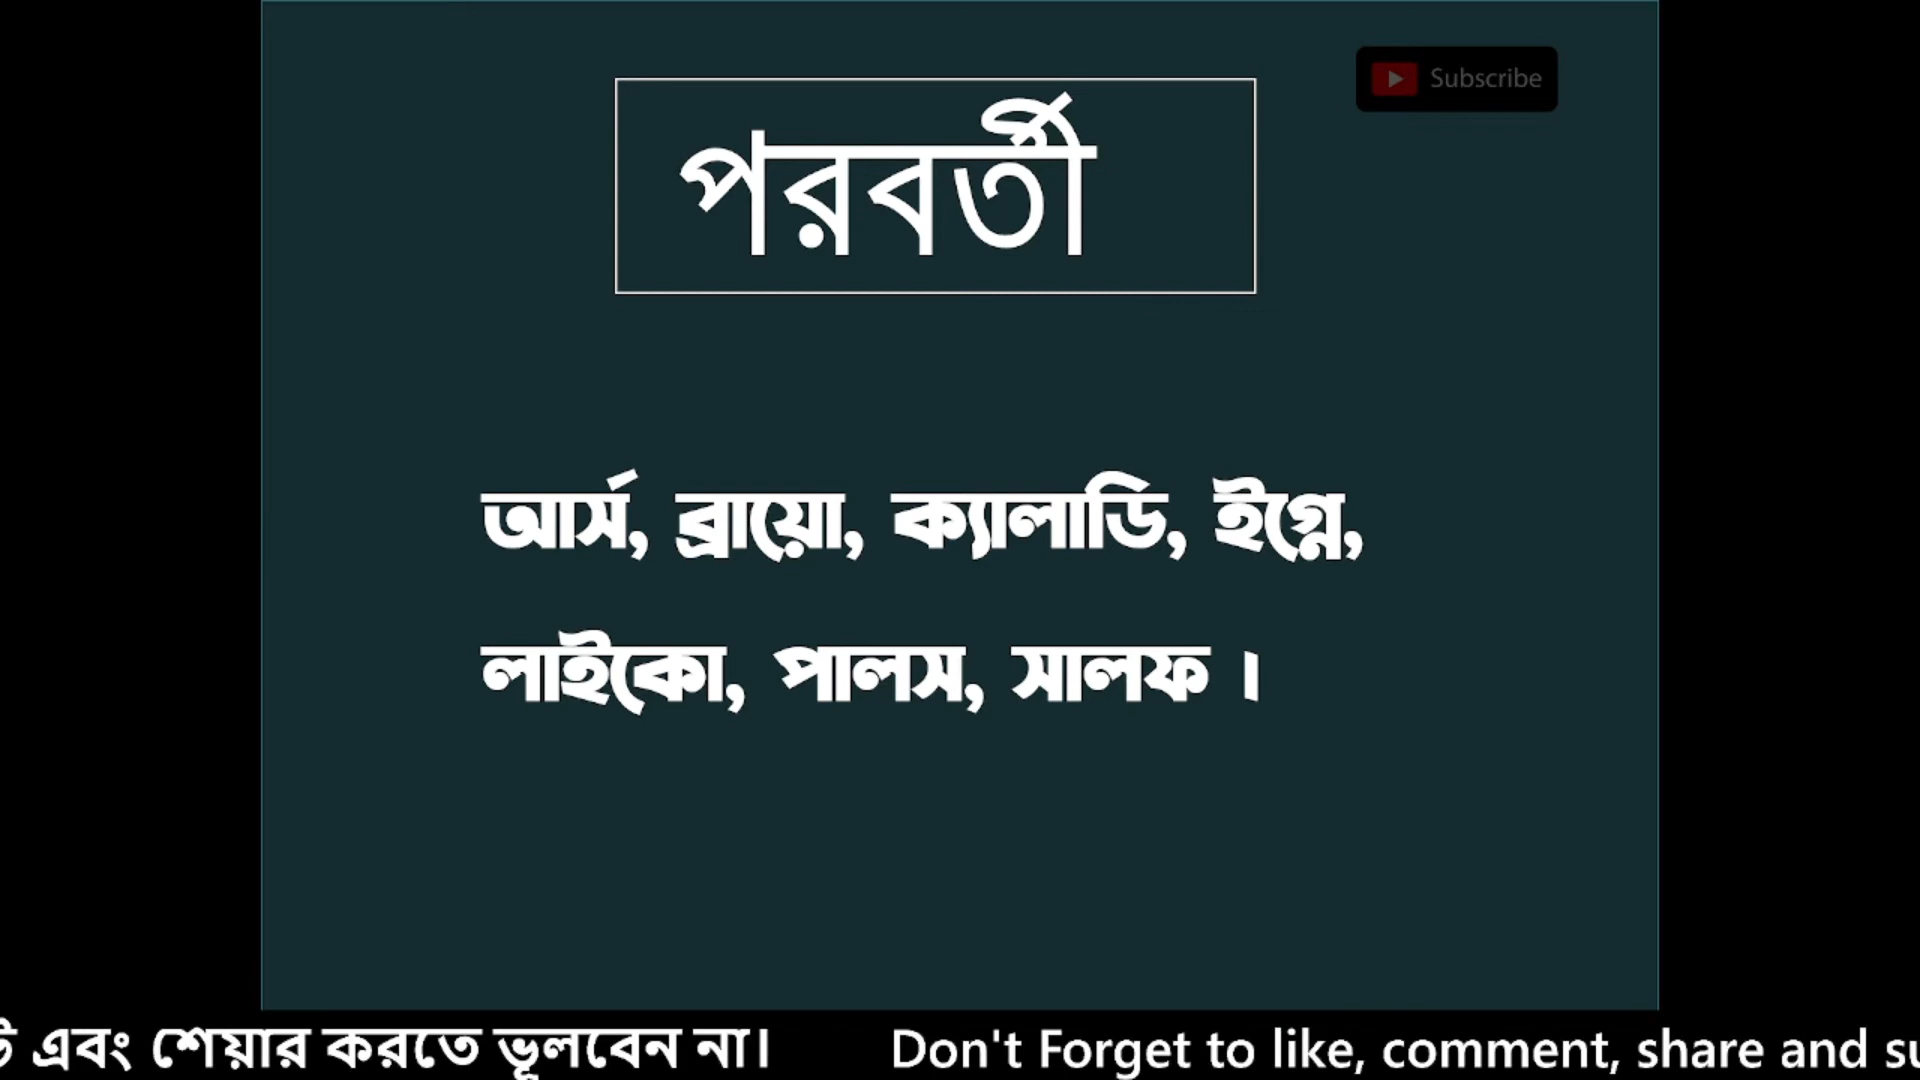 Subscribe
পরবর্তী
আর্স, ব্রায়ো, ক্যালাডি, ইগ্নে,
লাইকো, পালস, সালফ ।
এবং শেয়ার করতে ভূলবেন না। Don't Forget to like, comment, share and